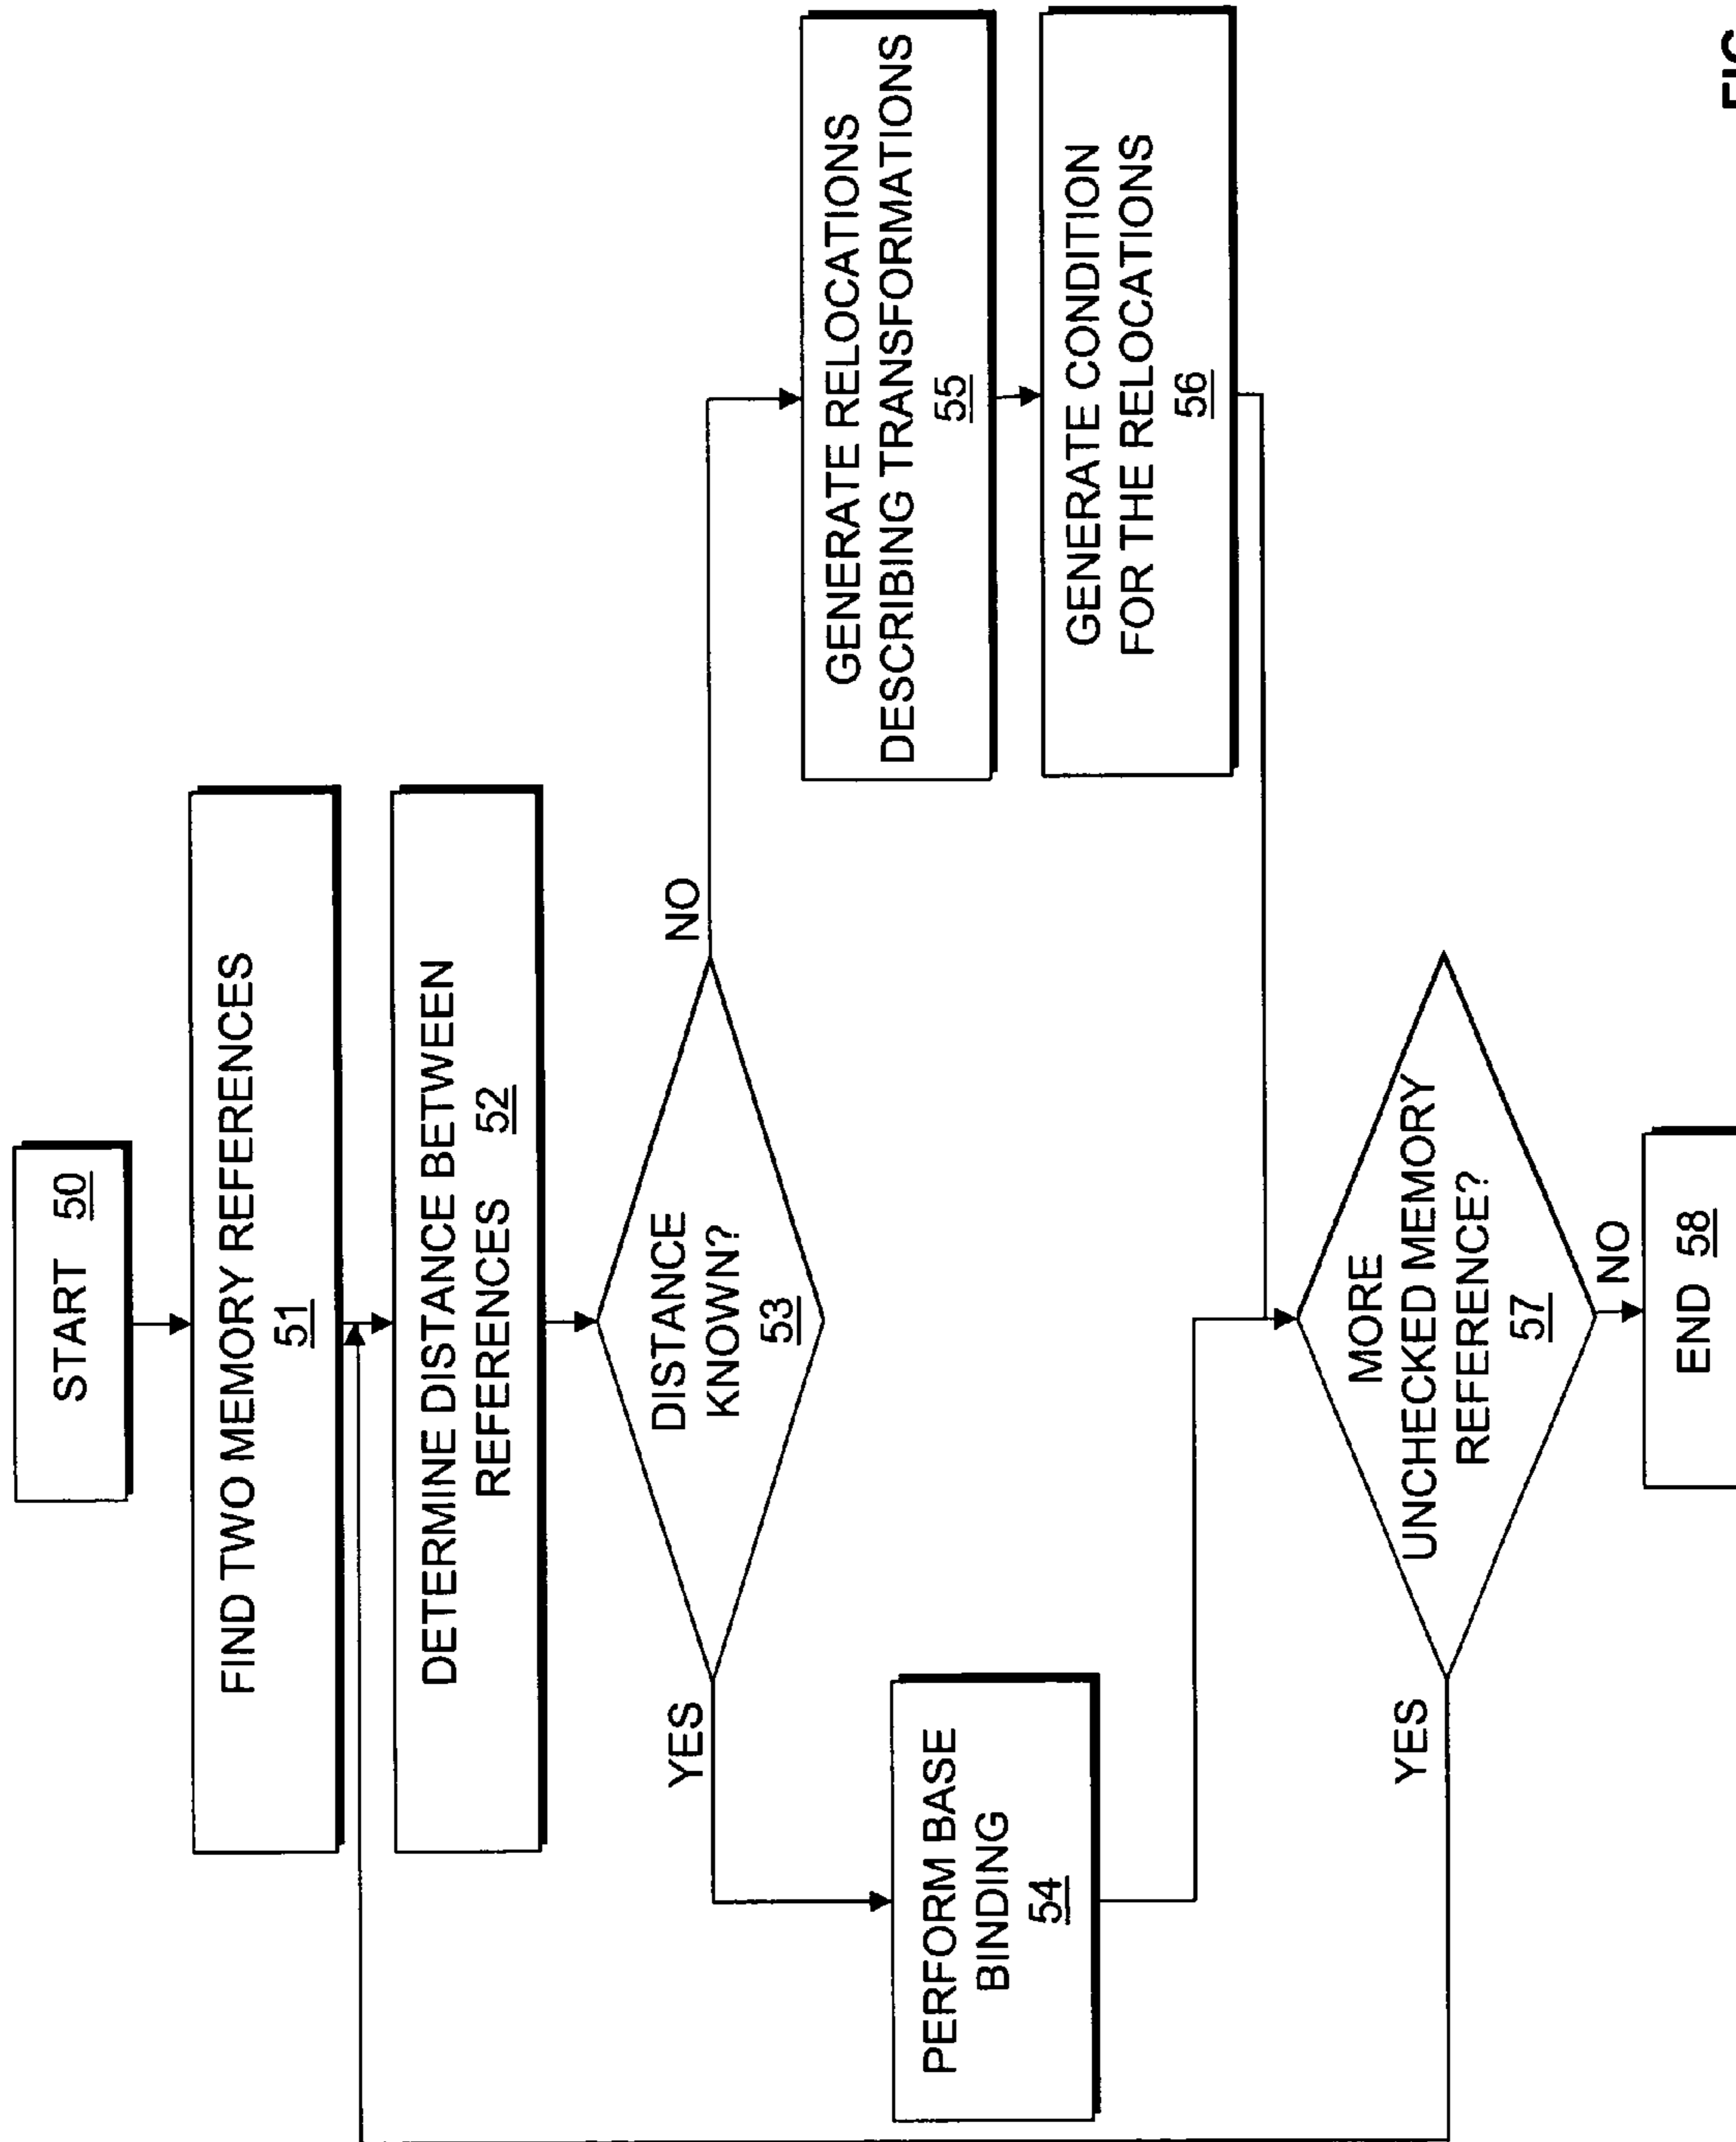 START 50
FIND TWO MEMORY REFERENCES
51
DETERMINE DISTANCE BETWEEN
REFERENCES 52
DISTANCE
KNOWN?
53
YES
NO
PERFORM BASE
BINDING
54
GENERATE RELOCATIONS
DESCRIBING TRANSFORMATIONS
55
GENERATE CONDITION
FOR THE RELOCATIONS
56
MORE
UNCHECKED MEMORY
REFERENCE?
57
YES
NO
END 58